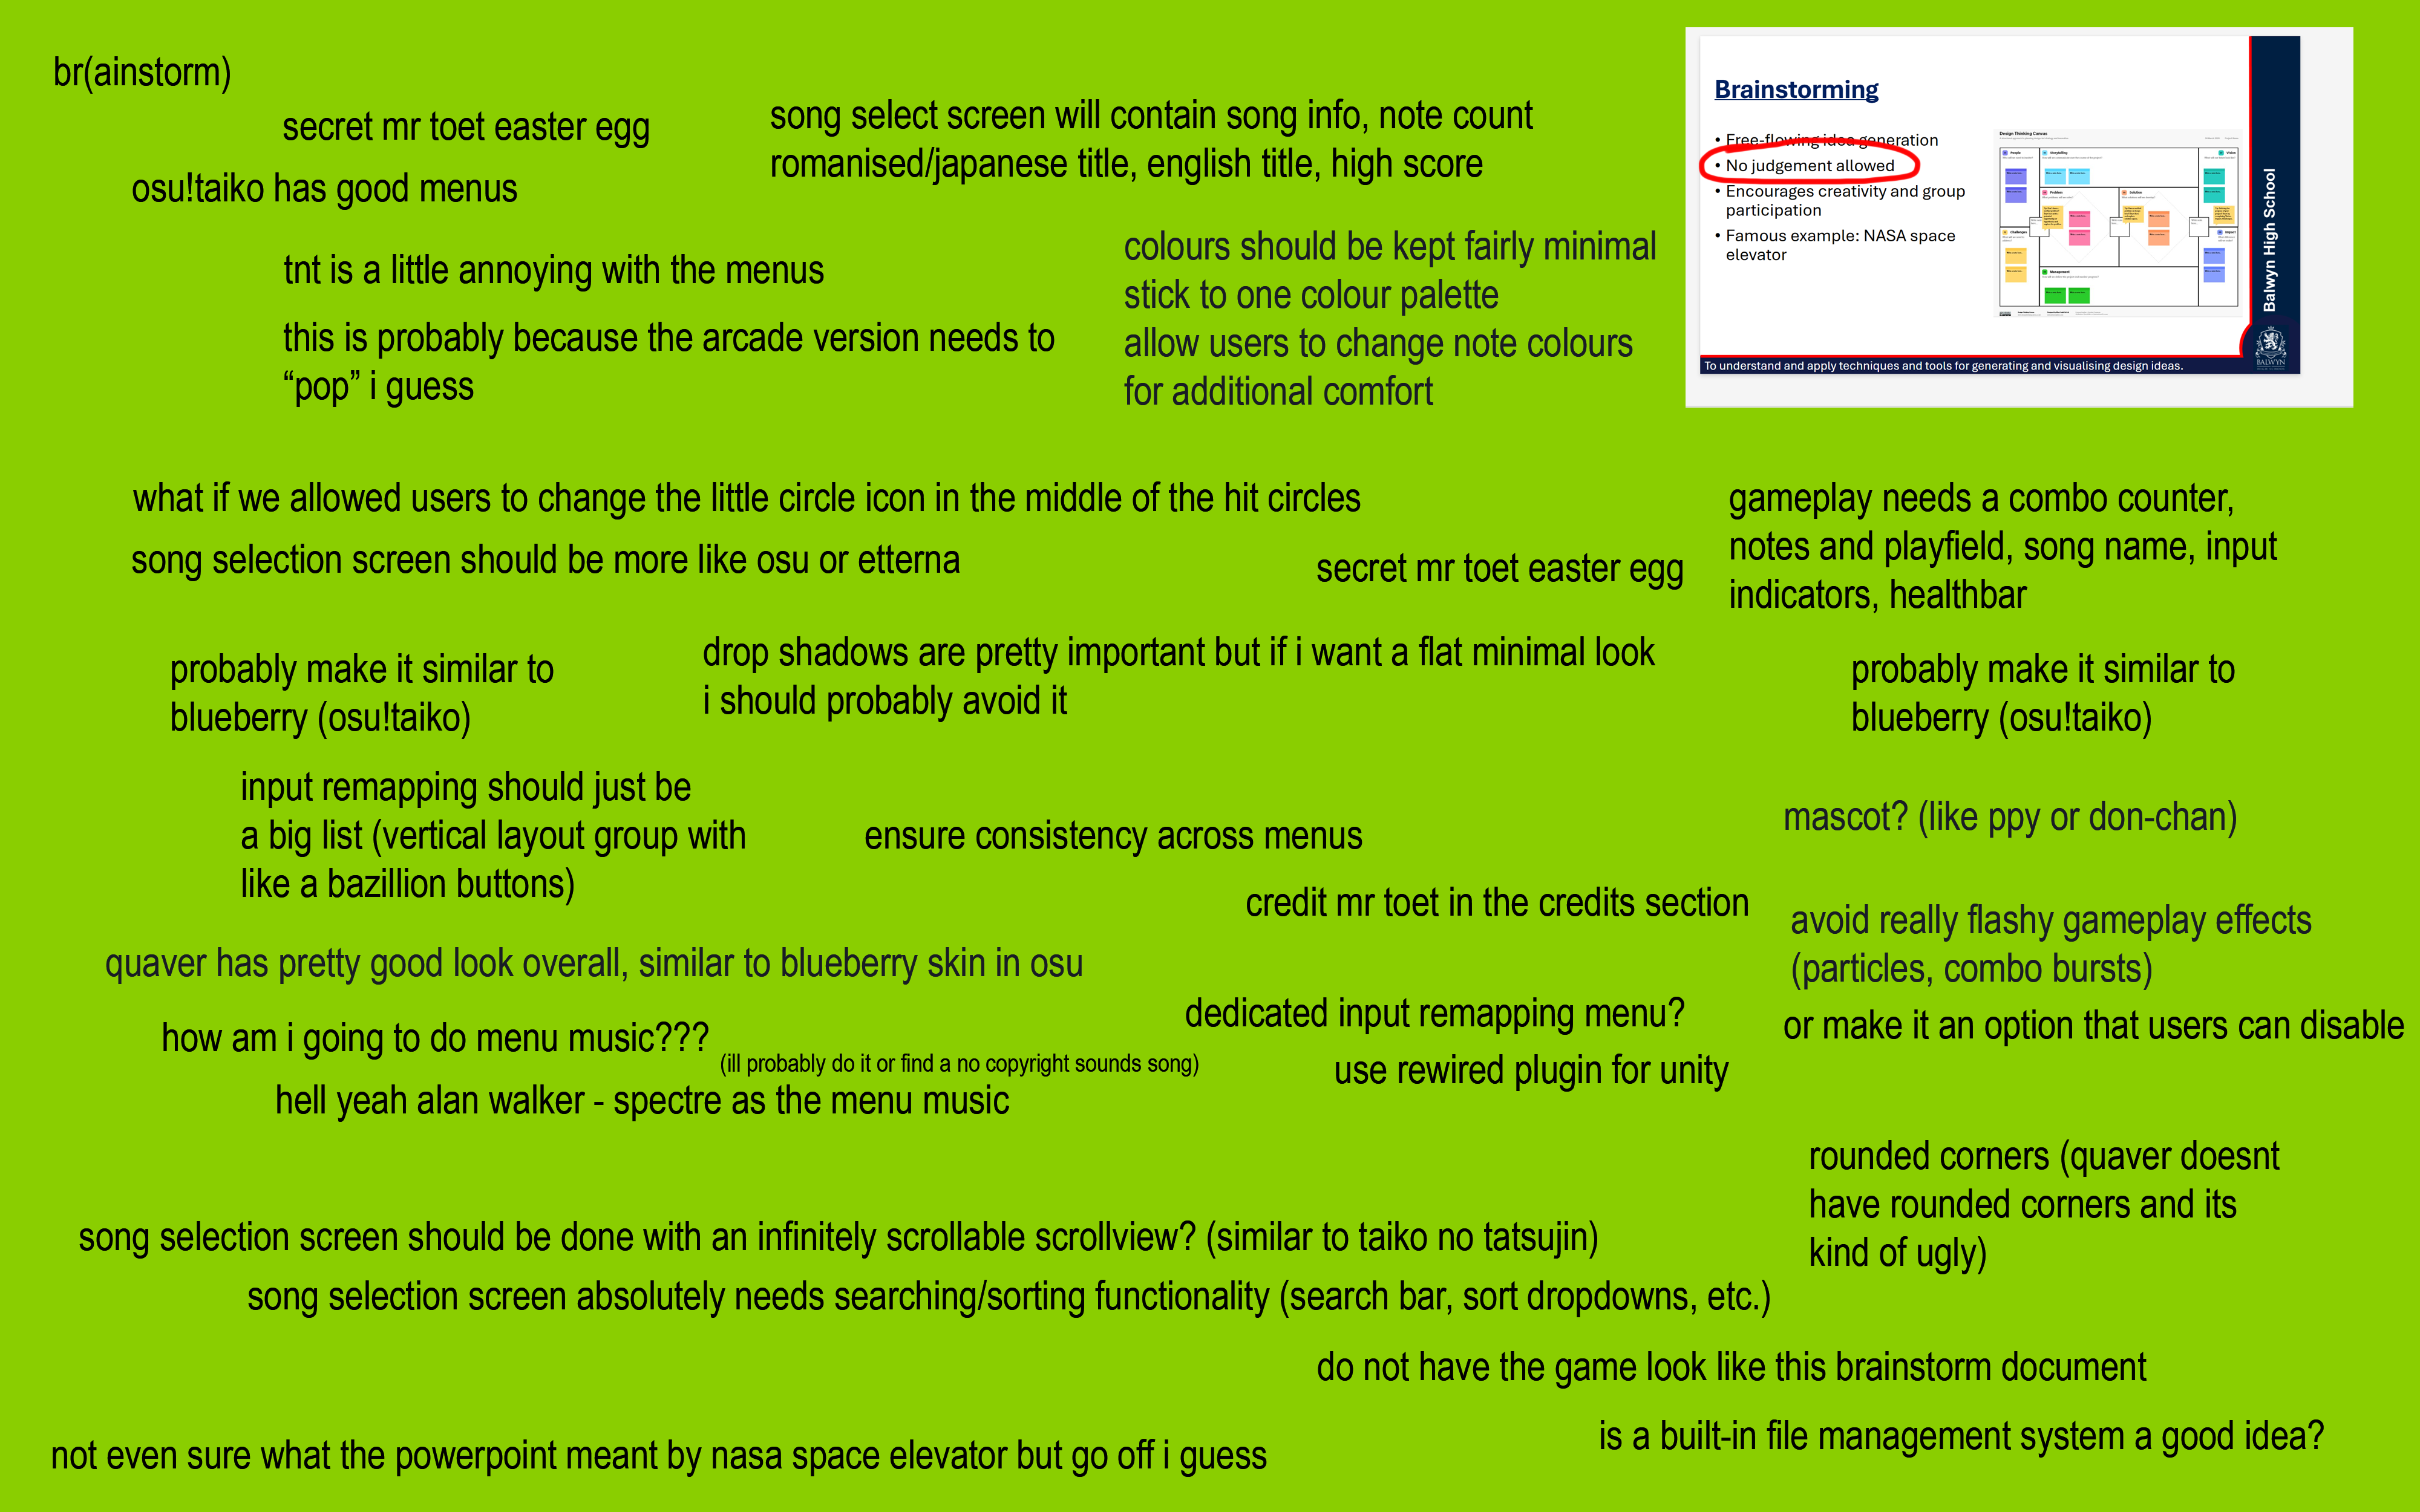 br(ainstorm)
secret mr toet easter egg
osu!taiko has good menus
song select screen will contain song info, note count
romanised/japanese title, english title, high score
tnt is a little annoying with the menus
this is probably because the arcade version needs to
“pop” i guess
colours should be kept fairly minimal
stick to one colour palette
allow users to change note colours
for additional comfort
Brainstorming
• Free-flowing idea generation
• No judgement allowed
• Encourages creativity and group
participation
• Famous example: NASA space
elevator
Design Thinking Canvas
People
Storytelling
Vision
Problem
Solution
Challenges
Impact
Management
Balwyn High School
BALWYN
To understand and apply techniques and tools for generating and visualising design ideas.
what if we allowed users to change the little circle icon in the middle of the hit circles
song selection screen should be more like osu or etterna
secret mr toet easter egg
gameplay needs a combo counter,
notes and playfield, song name, input
indicators, healthbar
probably make it similar to
blueberry (osu!taiko)
drop shadows are pretty important but if i want a flat minimal look
i should probably avoid it
probably make it similar to
blueberry (osu!taiko)
input remapping should just be
a big list (vertical layout group with
like a bazillion buttons)
ensure consistency across menus
mascot? (like ppy or don-chan)
credit mr toet in the credits section
avoid really flashy gameplay effects
(particles, combo bursts)
or make it an option that users can disable
quaver has pretty good look overall, similar to blueberry skin in osu
how am i going to do menu music???
(ill probably do it or find a no copyright sounds song)
hell yeah alan walker - spectre as the menu music
dedicated input remapping menu?
use rewired plugin for unity
rounded corners (quaver doesnt
have rounded corners and its
kind of ugly)
song selection screen should be done with an infinitely scrollable scrollview? (similar to taiko no tatsujin)
song selection screen absolutely needs searching/sorting functionality (search bar, sort dropdowns, etc.)
do not have the game look like this brainstorm document
is a built-in file management system a good idea?
not even sure what the powerpoint meant by nasa space elevator but go off i guess